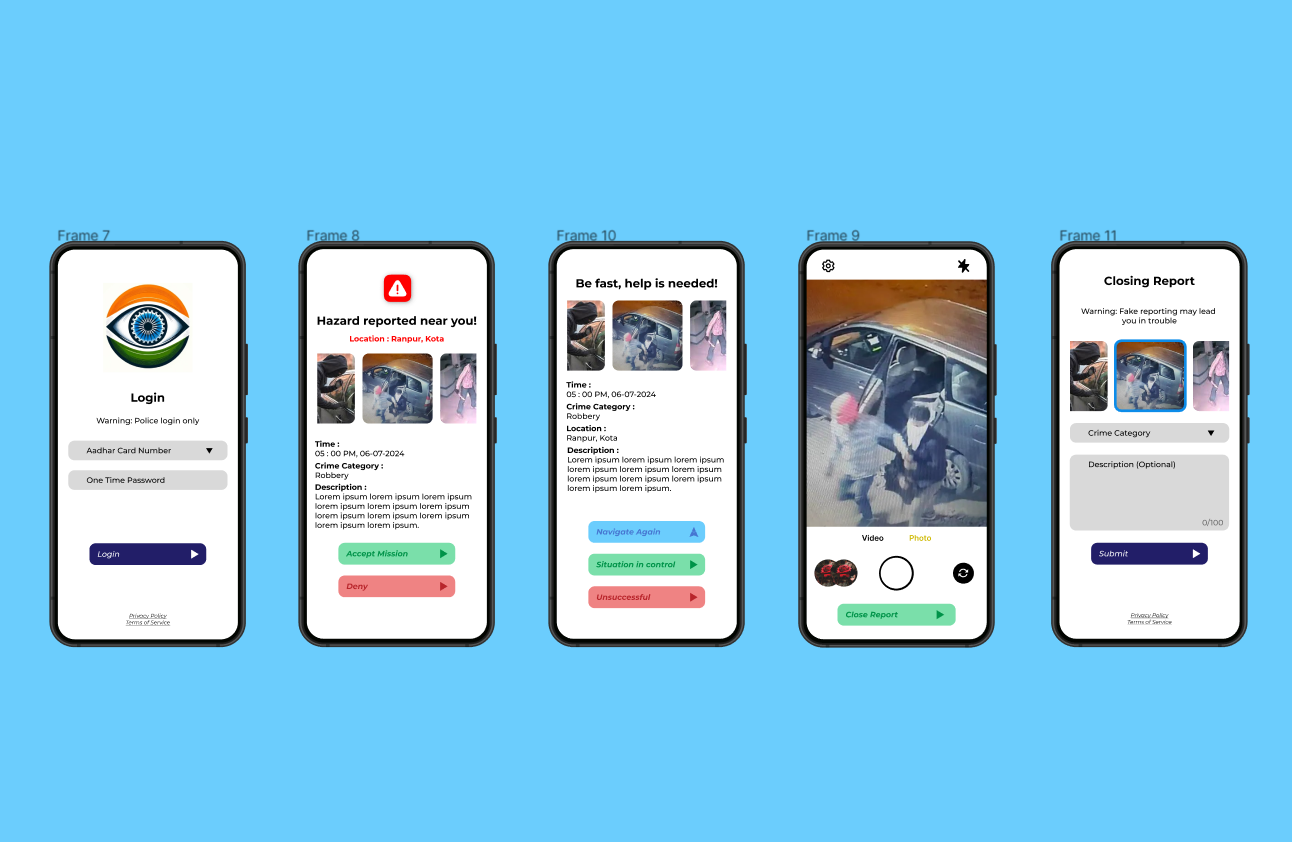 Frame 7
Login
Warning: Police login only
Aadhar Card Number
One Time Password
Login
Privacy Policy
Terms of Service
Frame 8
Hazard reported near you!
Location : Ranpur, Kota
Time :
05 : 00 PM, 06-07-2024
Crime Category :
Robbery
Description :
Lorem ipsum lorem ipsum lorem ipsum
lorem ipsum lorem ipsum lorem ipsum
lorem ipsum lorem ipsum lorem ipsum
lorem ipsum lorem ipsum.
Accept Mission
Deny
Frame 10
Be fast, help is needed!
Time :
05 : 00 PM, 06-07-2024
Crime Category :
Robbery
Location :
Ranpur, Kota
Description :
Lorem ipsum lorem ipsum lorem ipsum
lorem ipsum lorem ipsum lorem ipsum
lorem ipsum lorem ipsum lorem ipsum
lorem ipsum lorem ipsum.
Navigate Again
Situation in control
Unsuccessful
Frame 9
Video Photo
Close Report
Frame 11
Closing Report
Warning: Fake reporting may lead
you in trouble
Crime Category
Description (Optional)
0/100
Submit
Privacy Policy
Terms of Service